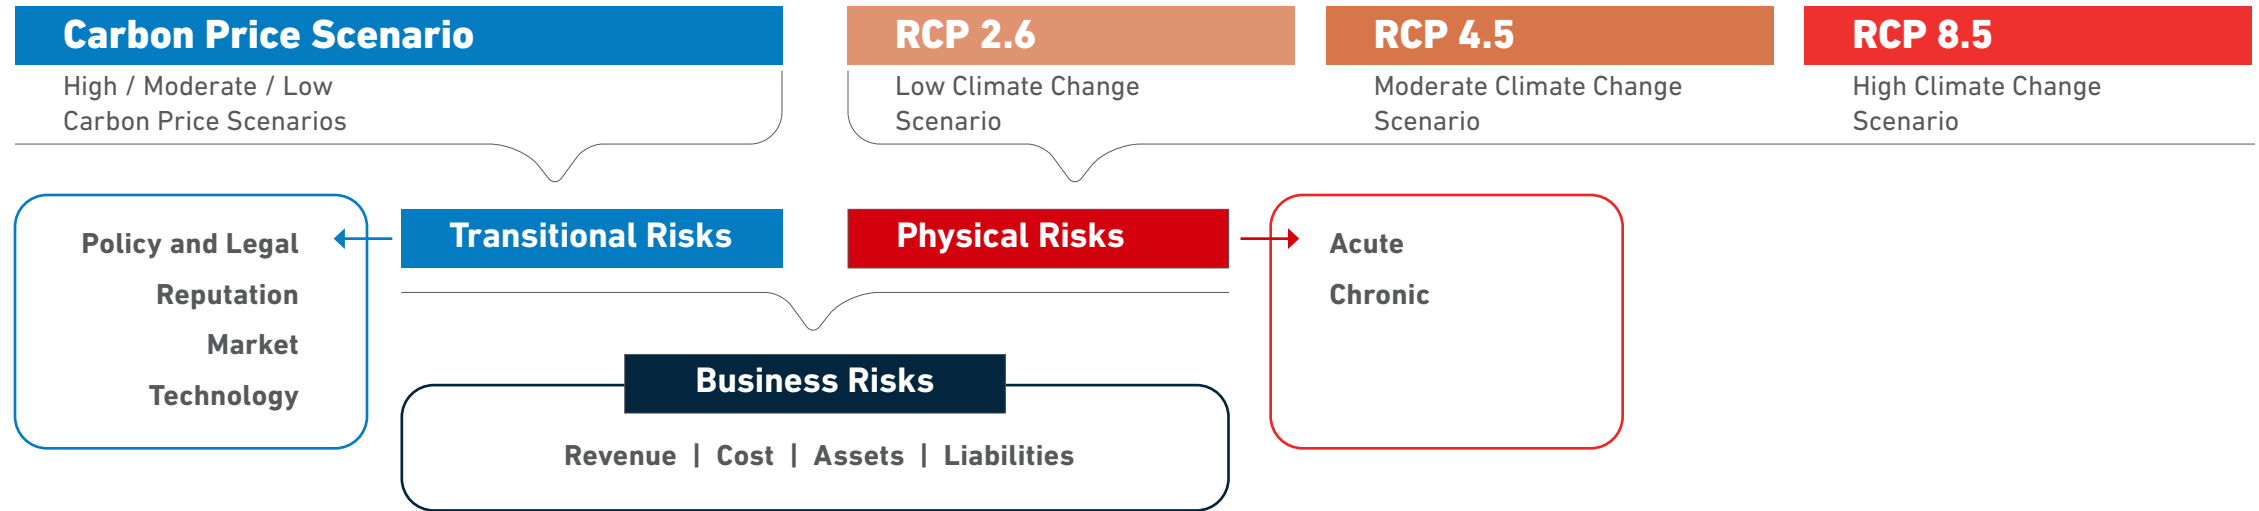 Carbon Price Scenario
High / Moderate / Low
Carbon Price Scenarios
RCP 2.6
Low Climate Change
Scenario
RCP 4.5
Moderate Climate Change
Scenario
RCP 8.5
High Climate Change
Scenario
Transitional Risks
Policy and Legal
Reputation
Market
Technology
Physical Risks
Acute
Chronic
Business Risks
Revenue | Cost | Assets | Liabilities